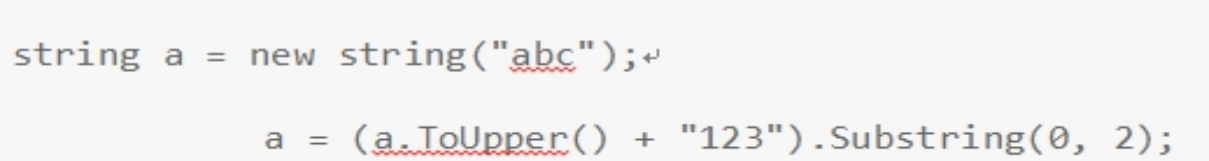 string a = new string("abc");↵
a = (a.ToUpper() + "123").Substring(0, 2);